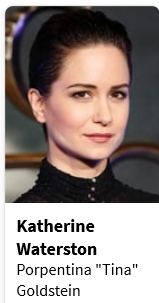 Katherine
Waterston
Porpentina "Tina"
Goldstein